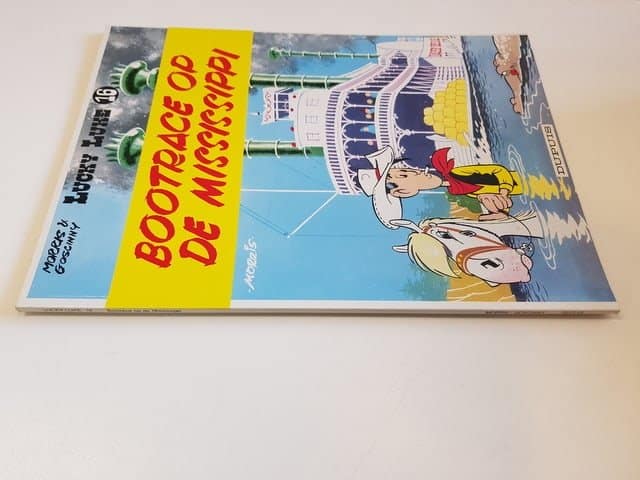 LUCKY LUKE 16
MORRIS &
GOSCINNY
BOOTRACE OP
DE MISSISSIPPI
MORRIS
DUPUIS